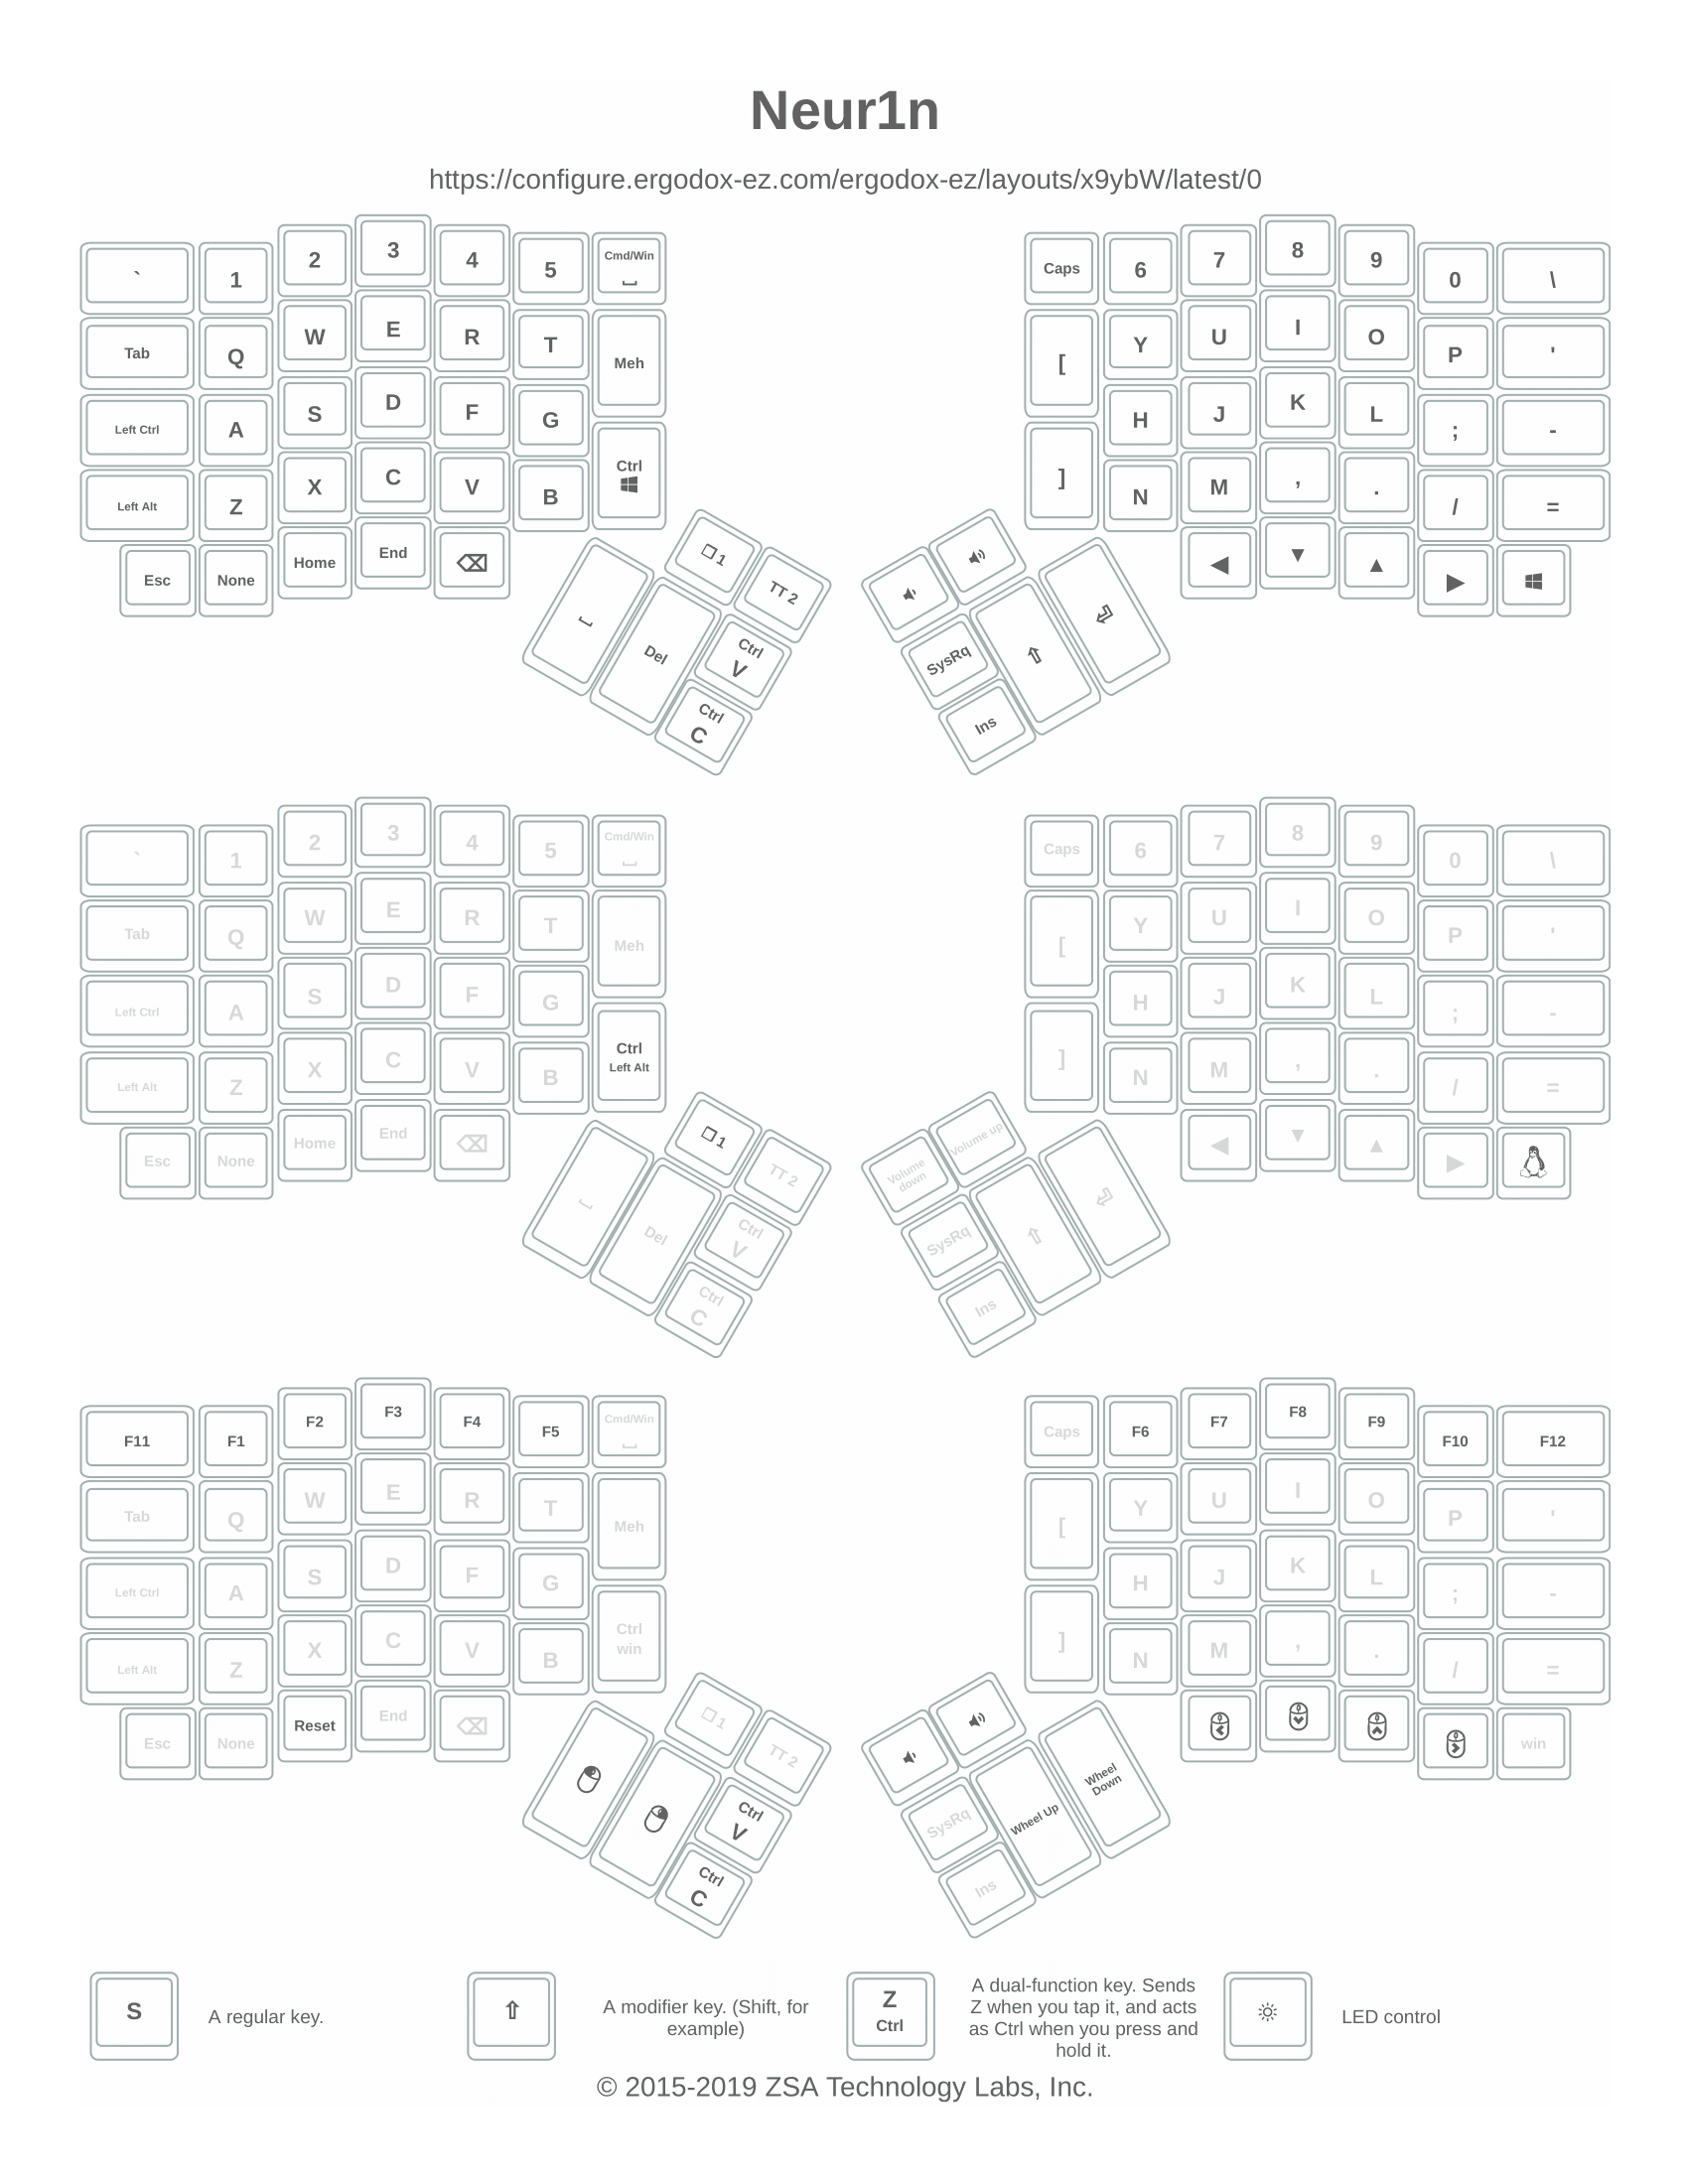 Neur1n
https://configure.ergodox-ez.com/ergodox-ez/layouts/x9ybW/latest/0
` 1 2 3 4 5 Cmd/Win ⎵ Caps 6 7 8 9 0 \
Tab Q W E R T Meh [ Y U I O P '
Left Ctrl A S D F G H J K L ; -
Left Alt Z X C V B Ctrl ] N M , . / =
Esc None Home End ⌫ ◀ ▼ ▲ ▶
❏1 TT 2
⎵ Del Ctrl V SysRq ⇧ ⏎
Ctrl C Ins
` 1 2 3 4 5 Cmd/Win ⎵ Caps 6 7 8 9 0 \
Tab Q W E R T Meh [ Y U I O P '
Left Ctrl A S D F G H J K L ; -
Left Alt Z X C V B Ctrl Left Alt ] N M , . / =
Esc None Home End ⌫ ◀ ▼ ▲ ▶
❏1 TT 2 Volume down Volume up
⎵ Del Ctrl V SysRq ⇧ ⏎
Ctrl C Ins
F11 F1 F2 F3 F4 F5 Cmd/Win ⎵ Caps F6 F7 F8 F9 F10 F12
Tab Q W E R T Meh [ Y U I O P '
Left Ctrl A S D F G H J K L ; -
Left Alt Z X C V B Ctrl win ] N M , . / =
Esc None Reset End ⌫ win
❏1 TT 2
Ctrl V SysRq Wheel Up Wheel Down
Ctrl C Ins
S A regular key.
⇧ A modifier key. (Shift, for
example)
Z Ctrl A dual-function key. Sends
Z when you tap it, and acts
as Ctrl when you press and
hold it.
LED control
© 2015-2019 ZSA Technology Labs, Inc.